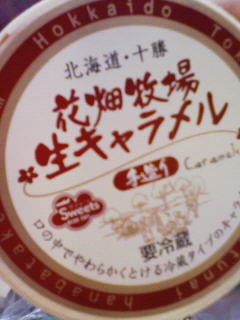 Hokkaido To
北海道・十勝
花畑牧場
生キャラメル
手造り
Caramel
Sweets
要冷蔵
口の中でやわらかくとける冷蔵タイプのキャラ
hanabatake